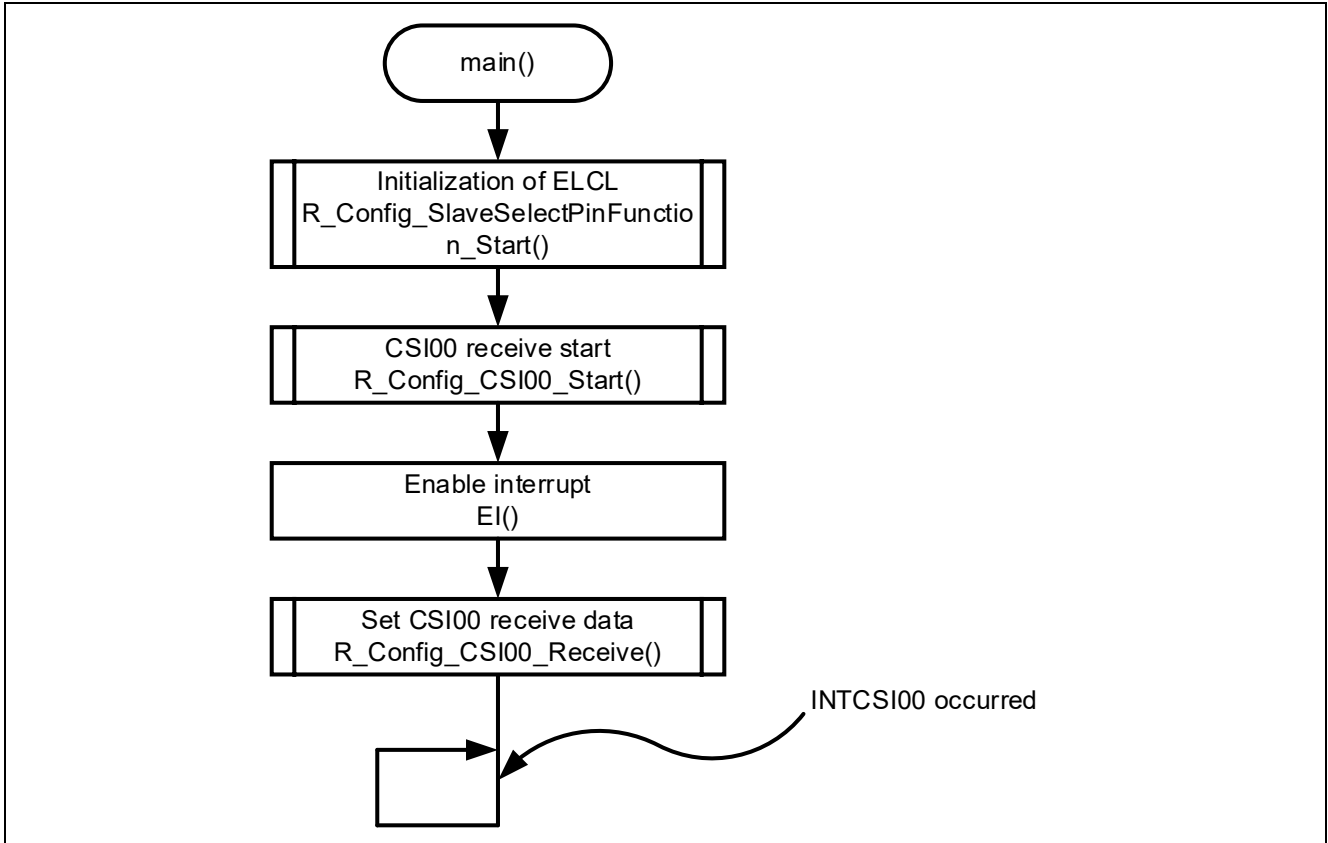 main()
Initialization of ELCL
R_Config_SlaveSelectPinFunctio
n_Start()
CSI00 receive start
R_Config_CSI00_Start()
Enable interrupt
EI()
Set CSI00 receive data
R_Config_CSI00_Receive()
INTCSI00 occurred